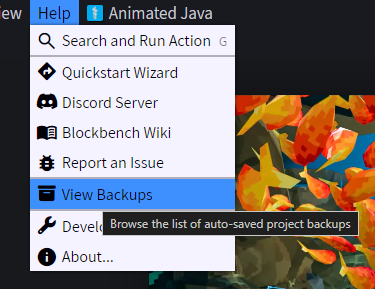 iew Help Animated Java
Search and Run Action G
Quickstart Wizard
Discord Server
Blockbench Wiki
Report an Issue
View Backups
Browse the list of auto-saved project backups
Develo
About...